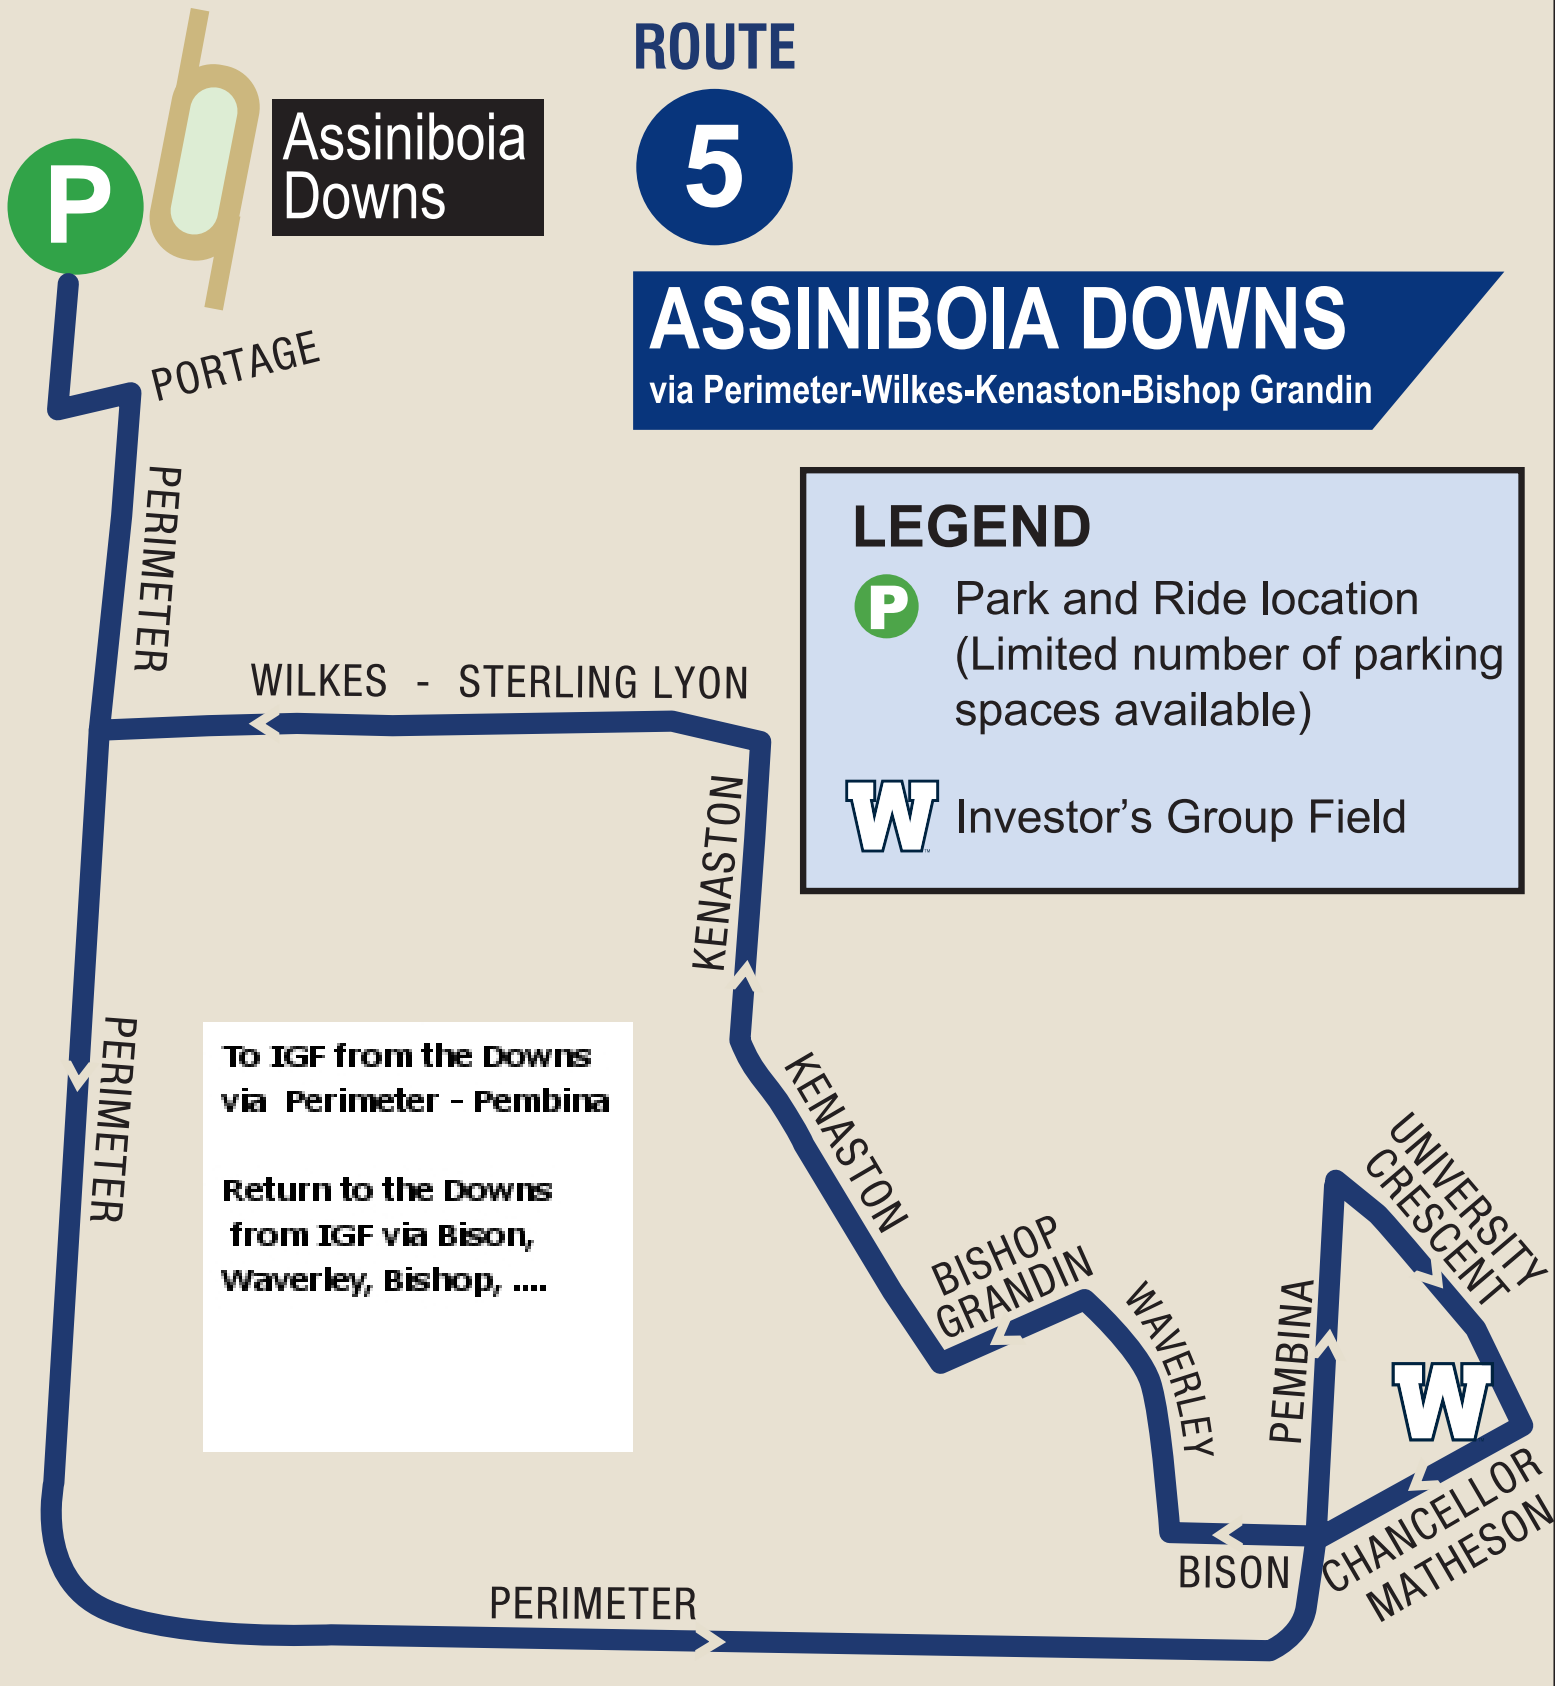 ROUTE
5
Assiniboia
Downs
P
ASSINIBOIA DOWNS
via Perimeter-Wilkes-Kenaston-Bishop Grandin
PORTAGE
PERIMETER
LEGEND
P Park and Ride location
(Limited number of parking
spaces available)
W Investor's Group Field
WILKES - STERLING LYON
KENASTON
PERIMETER
To IGF from the Downs
via Perimeter - Pembina
Return to the Downs
from IGF via Bison,
Waverley, Bishop, ....
KENASTON
BISHOP
GRANDIN
WAVERLEY
PEMBINA
UNIVERSITY
CRESCENT
W
CHANCELLOR
MATHESON
BISON
PERIMETER